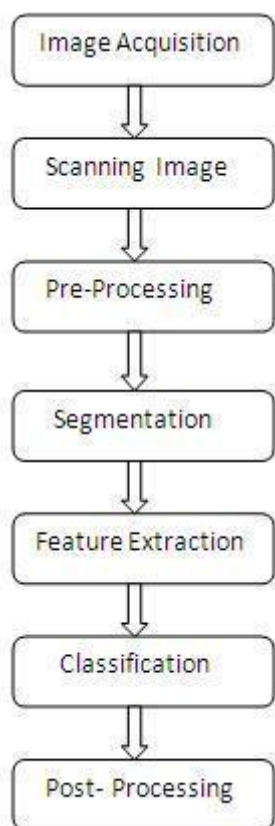 Image Acquisition
Scanning Image
Pre-Processing
Segmentation
Feature Extraction
Classification
Post- Processing